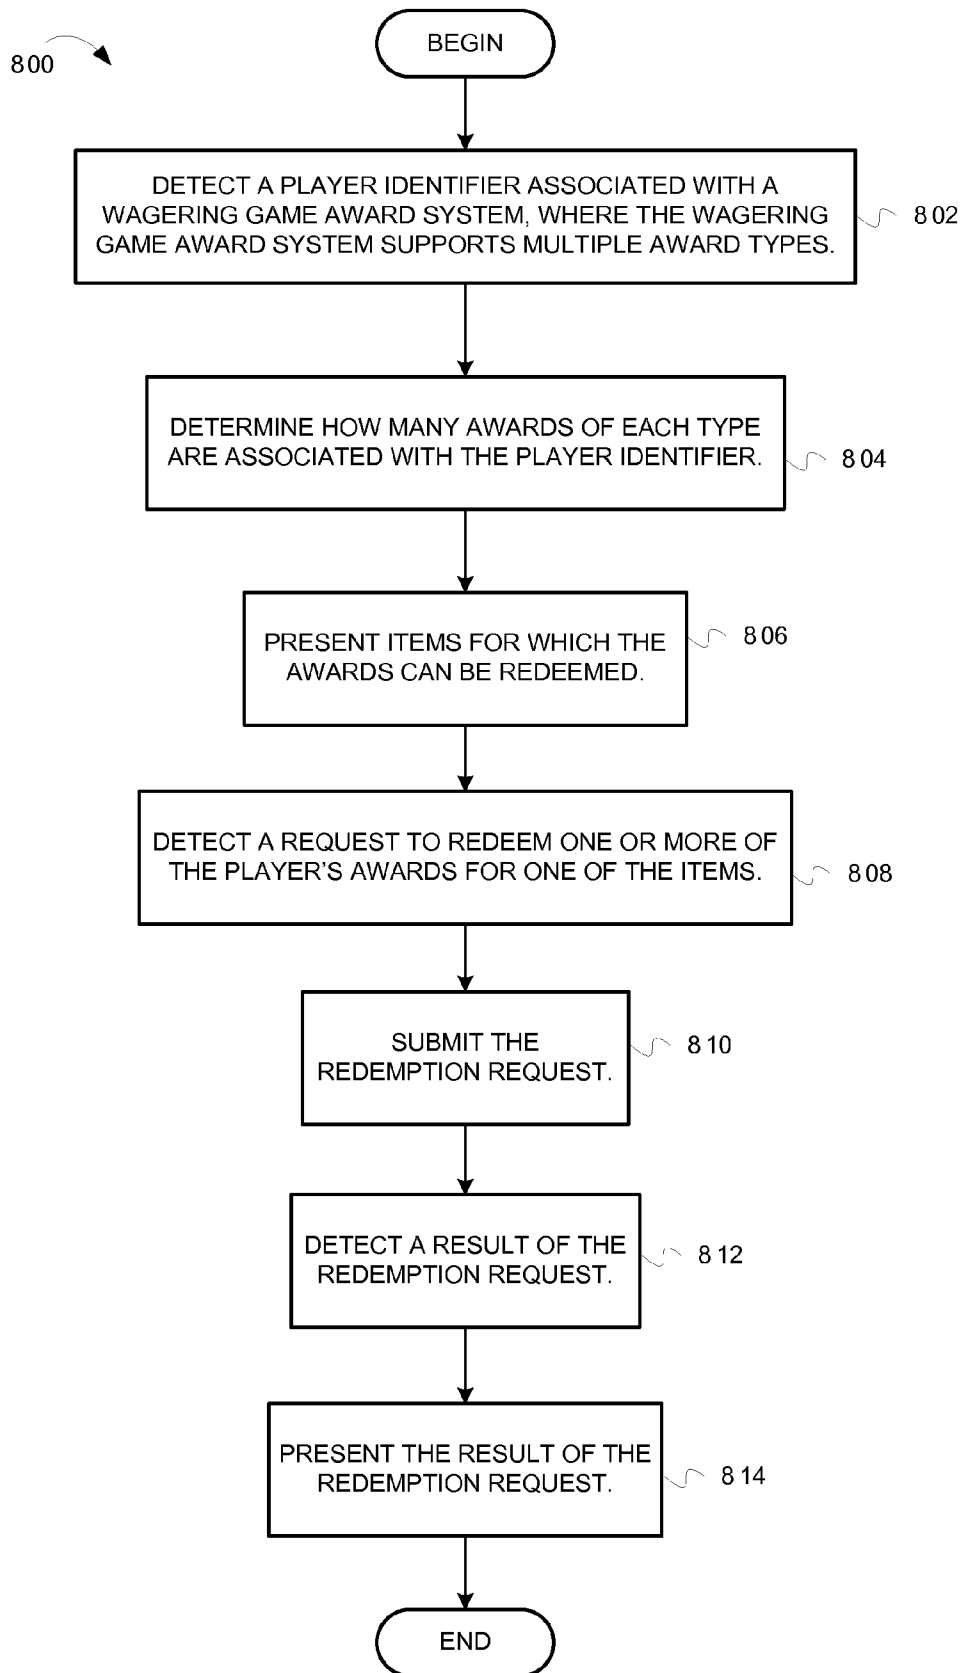 800
BEGIN
DETECT A PLAYER IDENTIFIER ASSOCIATED WITH A
WAGERING GAME AWARD SYSTEM, WHERE THE WAGERING
GAME AWARD SYSTEM SUPPORTS MULTIPLE AWARD TYPES.
802
DETERMINE HOW MANY AWARDS OF EACH TYPE
ARE ASSOCIATED WITH THE PLAYER IDENTIFIER.
804
PRESENT ITEMS FOR WHICH THE
AWARDS CAN BE REDEEMED.
806
DETECT A REQUEST TO REDEEM ONE OR MORE OF
THE PLAYER'S AWARDS FOR ONE OF THE ITEMS.
808
SUBMIT THE
REDEMPTION REQUEST.
810
DETECT A RESULT OF THE
REDEMPTION REQUEST.
812
PRESENT THE RESULT OF THE
REDEMPTION REQUEST.
814
END